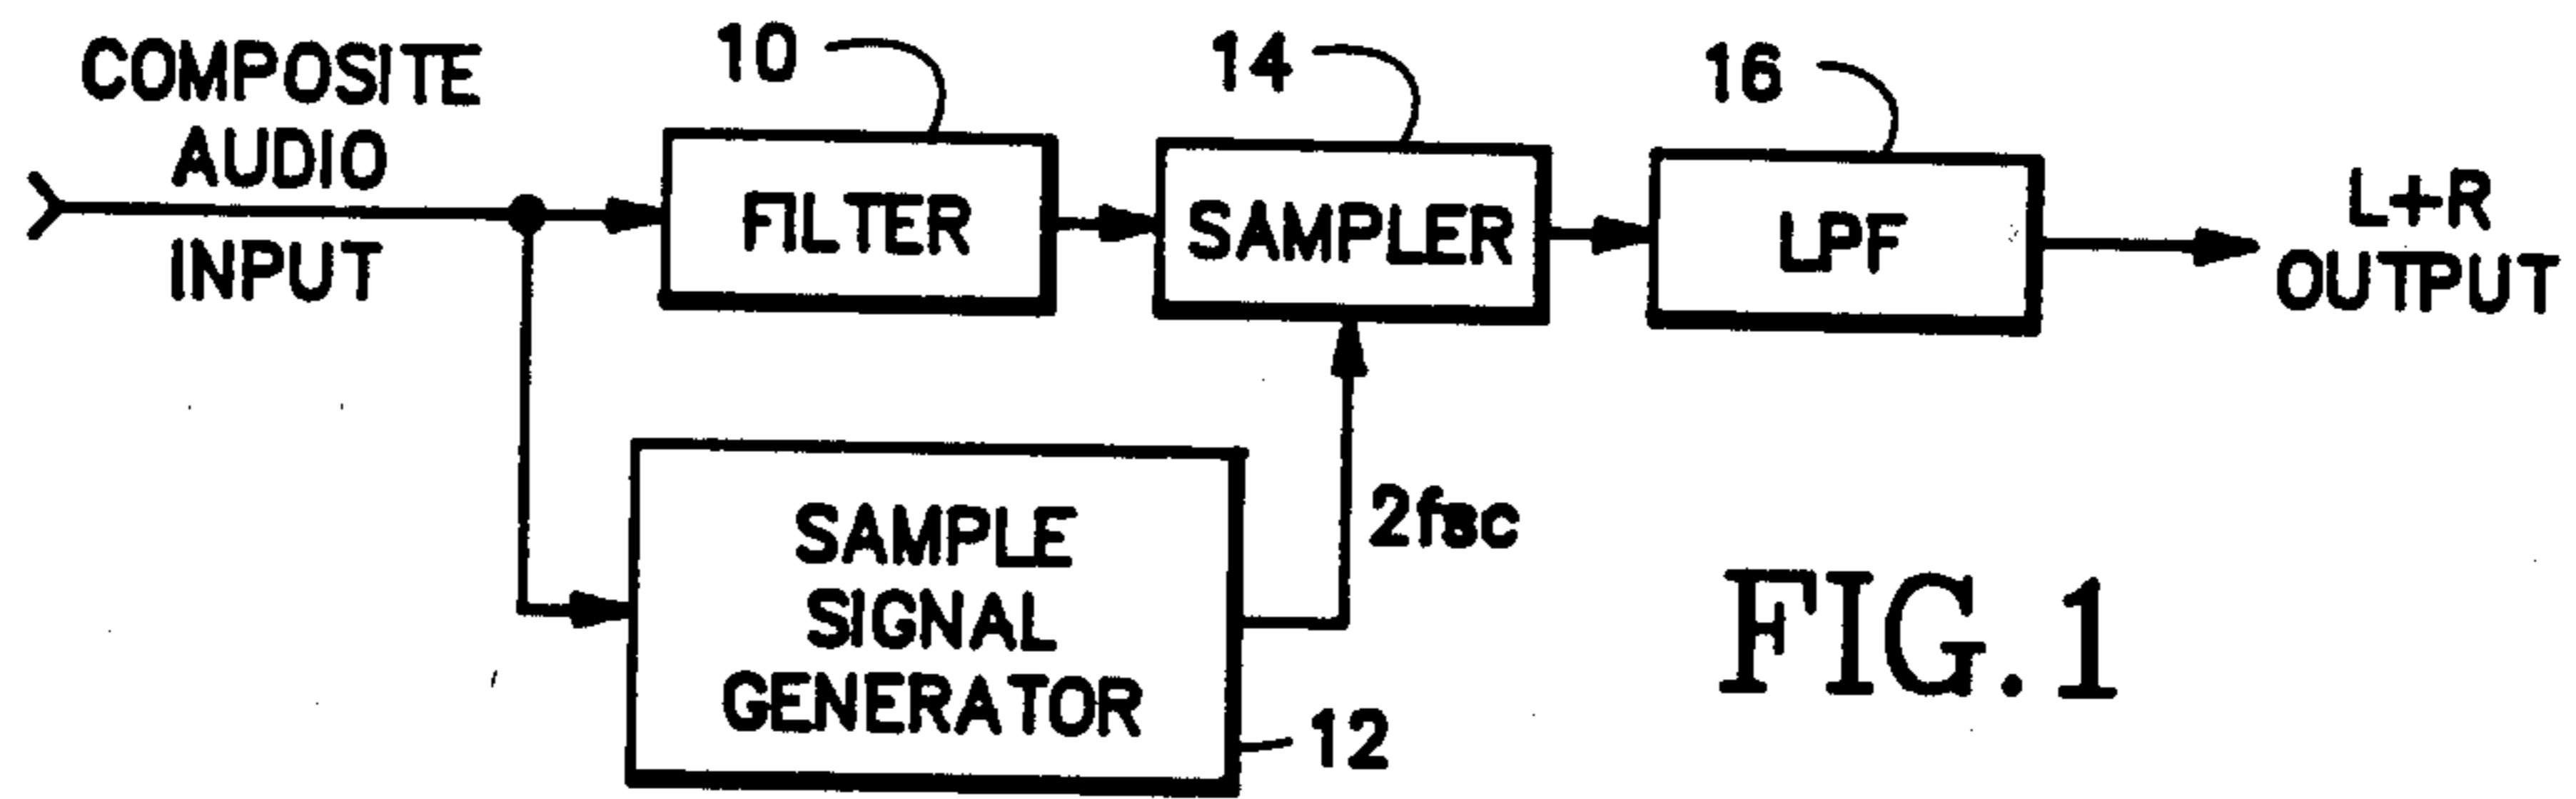 COMPOSITE
AUDIO
INPUT
10
FILTER
14
SAMPLER
16
LPF
L+R
OUTPUT
2fsc
SAMPLE
SIGNAL
GENERATOR
12
FIG.1